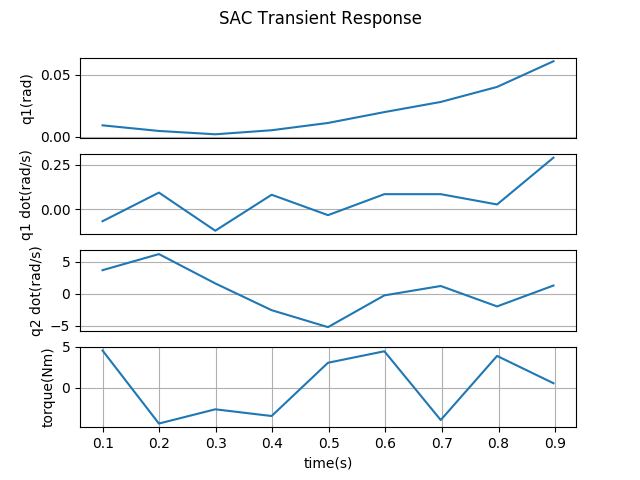 SAC Transient Response
q1(rad)
0.05
0.00
q1 dot(rad/s)
0.25
0.00
q2 dot(rad/s)
5
0
−5
torque(Nm)
5
0
0.1 0.2 0.3 0.4 0.5 0.6 0.7 0.8 0.9
time(s)